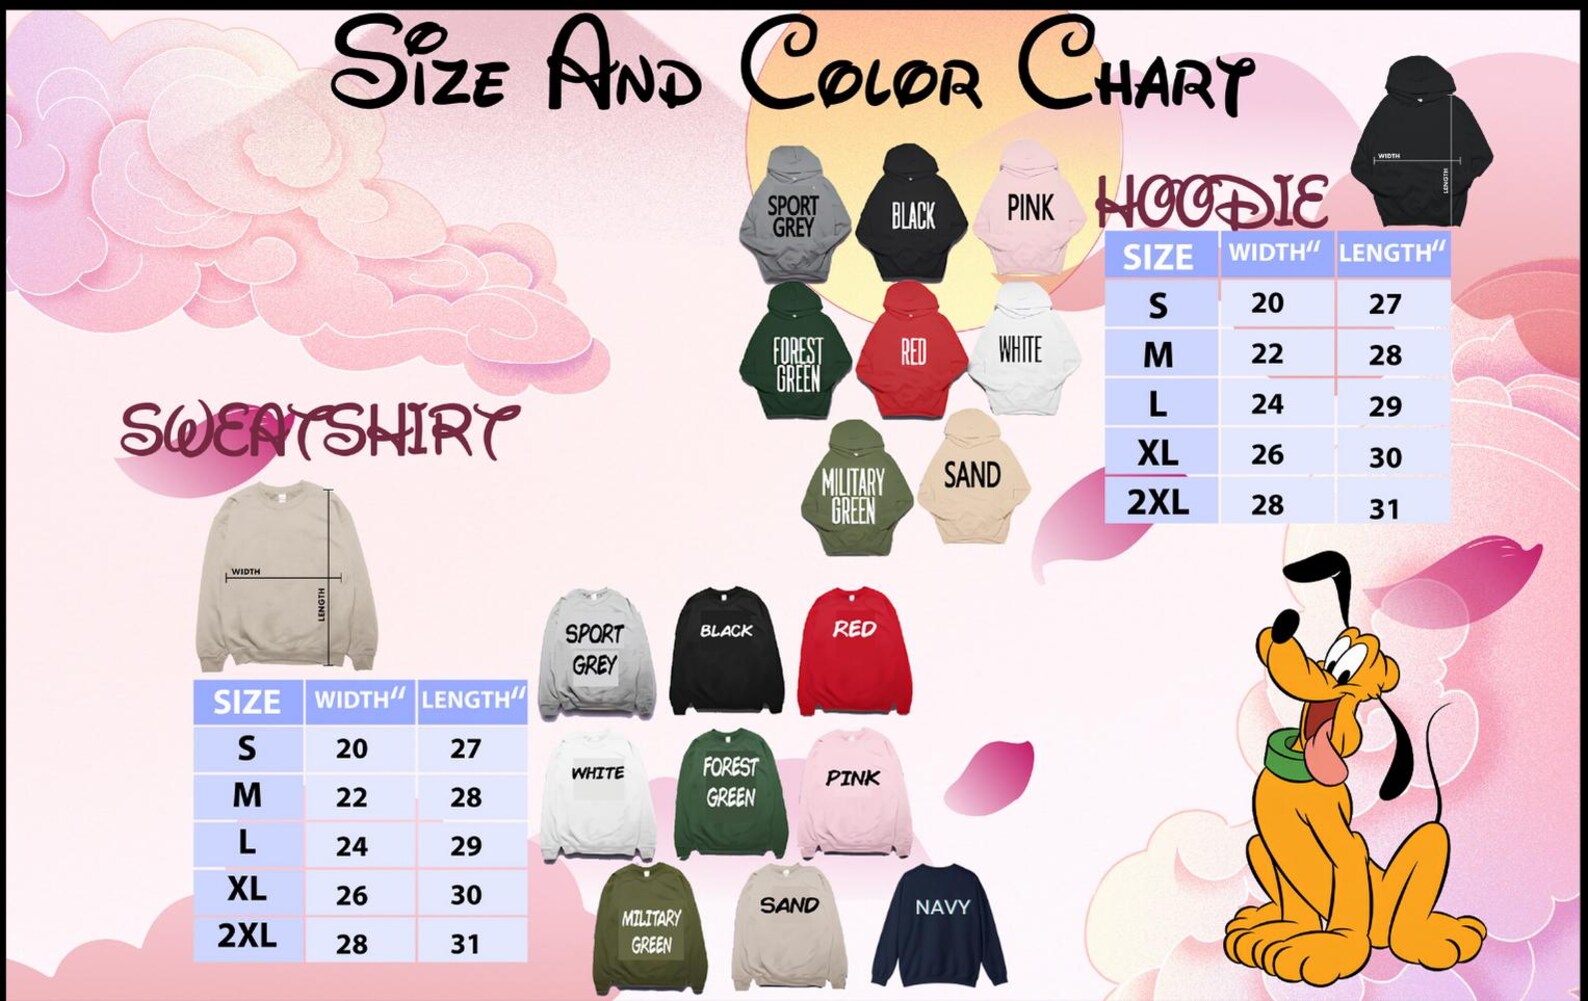 Size And Color Chart
SPORT
GREY
BLACK
PINK
FOREST
GREEN
RED
WHITE
MILITARY
GREEN
SAND
HOODIE
WIDTH
LENGTH
SIZE WIDTH“ LENGTH“
S 20 27
M 22 28
L 24 29
XL 26 30
2XL 28 31
SWEATSHIRT
WIDTH
LENGTH
SIZE WIDTH“ LENGTH“
S 20 27
M 22 28
L 24 29
XL 26 30
2XL 28 31
SPORT
GREY
BLACK
RED
WHITE
FOREST
GREEN
PINK
MILITARY
GREEN
SAND
NAVY